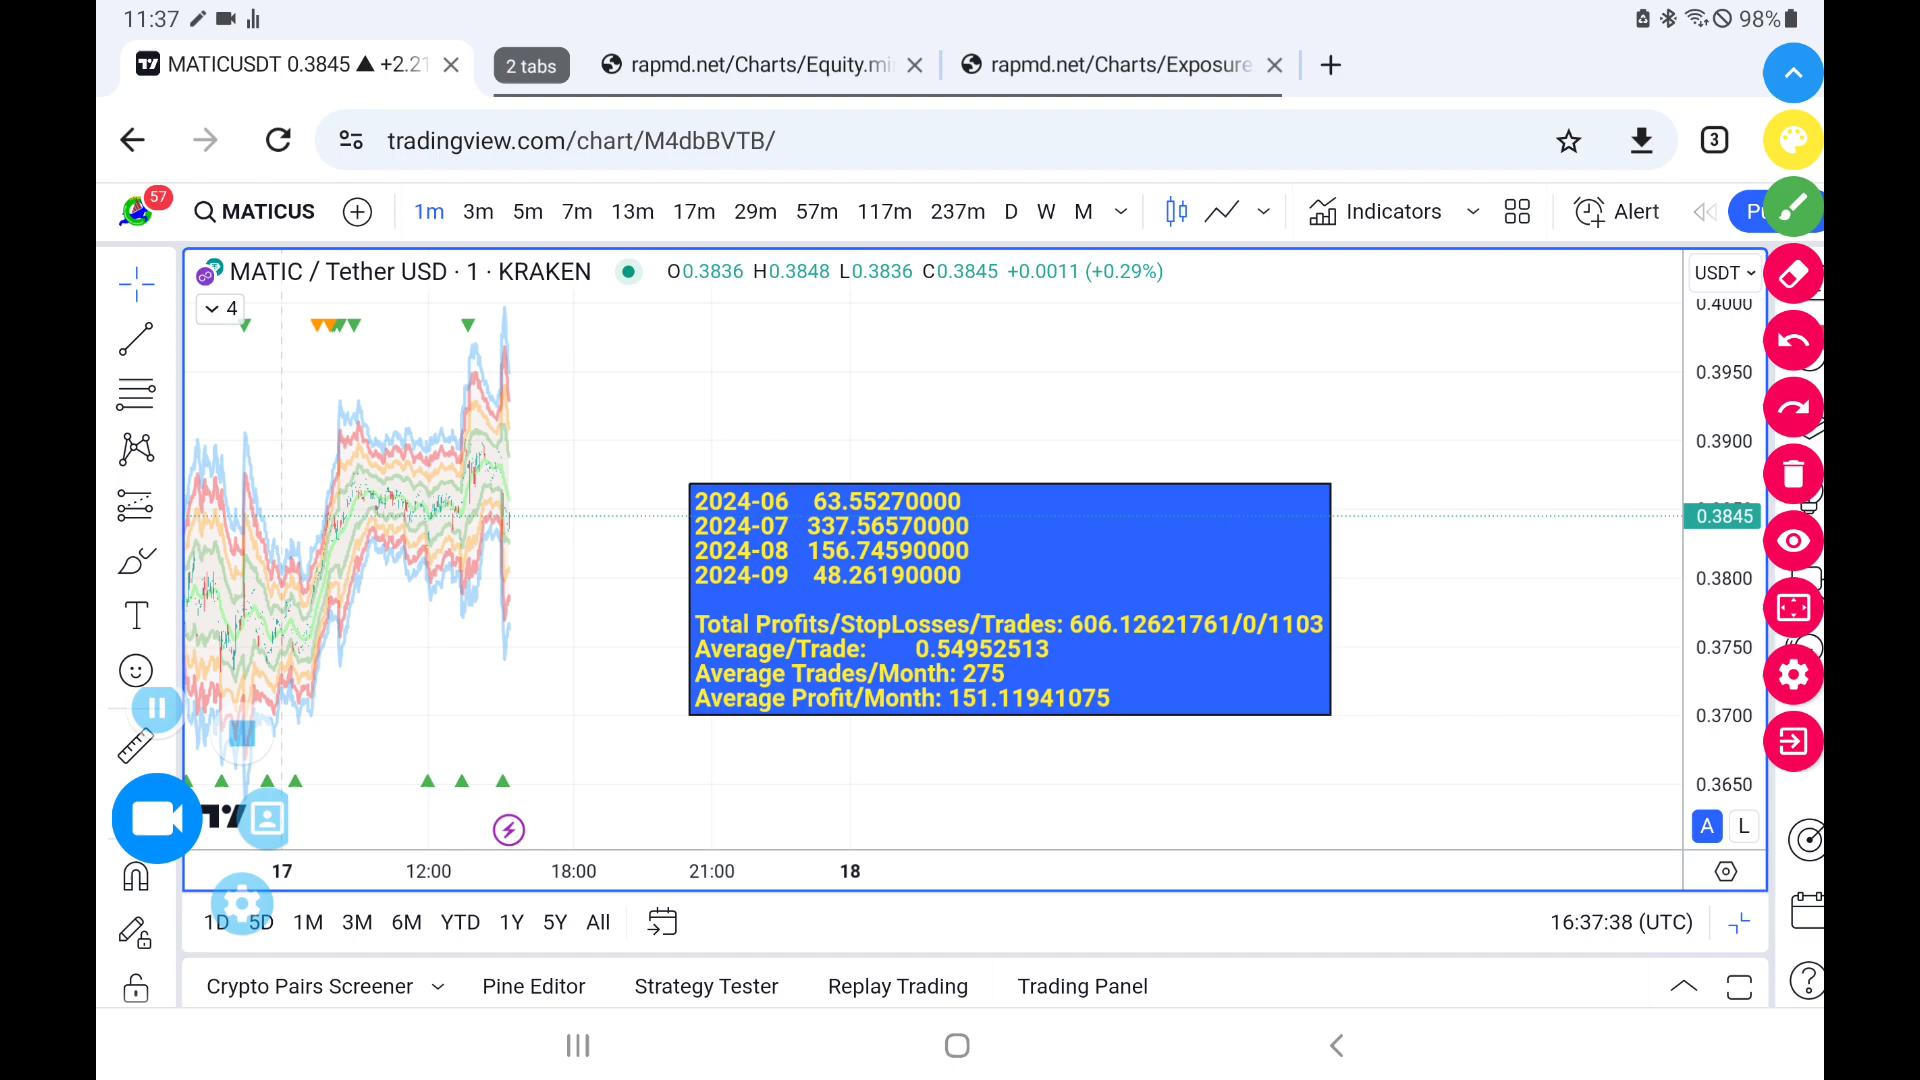 11:37
98%
MATICUSDT 0.3845 ▲ +2.21
2 tabs
rapmd.net/Charts/Equity.mi
rapmd.net/Charts/Exposure
tradingview.com/chart/M4dbBVTB/
3
57
MATICUS
1m 3m 5m 7m 13m 17m 29m 57m 117m 237m D W M
Indicators
Alert
MATIC / Tether USD · 1 · KRAKEN
O0.3836 H0.3848 L0.3836 C0.3845 +0.0011 (+0.29%)
USDT
4
0.4000
0.3950
0.3900
0.3845
0.3800
0.3750
0.3700
0.3650
2024-06 63.55270000
2024-07 337.56570000
2024-08 156.74590000
2024-09 48.26190000
Total Profits/StopLosses/Trades: 606.12621761/0/1103
Average/Trade: 0.54952513
Average Trades/Month: 275
Average Profit/Month: 151.11941075
A L
17 12:00 18:00 21:00 18
1D 5D 1M 3M 6M YTD 1Y 5Y All
16:37:38 (UTC)
Crypto Pairs Screener Pine Editor Strategy Tester Replay Trading Trading Panel